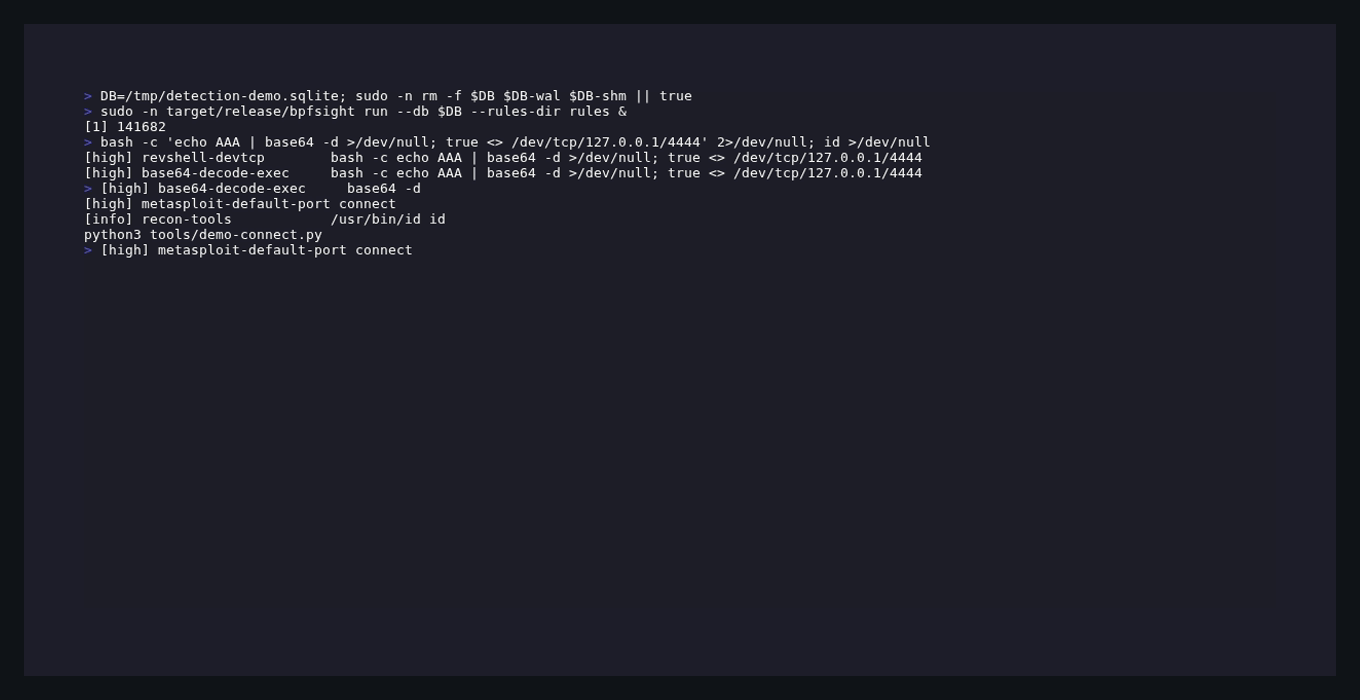 > DB=/tmp/detection-demo.sqlite; sudo -n rm -f $DB $DB-wal $DB-shm || true
> sudo -n target/release/bpfsight run --db $DB --rules-dir rules &
[1] 141682
> bash -c 'echo AAA | base64 -d >/dev/null; true <> /dev/tcp/127.0.0.1/4444' 2>/dev/null; id >/dev/null
[high] revshell-devtcp        bash -c echo AAA | base64 -d >/dev/null; true <> /dev/tcp/127.0.0.1/4444
[high] base64-decode-exec     bash -c echo AAA | base64 -d >/dev/null; true <> /dev/tcp/127.0.0.1/4444
> [high] base64-decode-exec     base64 -d
[high] metasploit-default-port connect
[info] recon-tools            /usr/bin/id id
python3 tools/demo-connect.py
> [high] metasploit-default-port connect